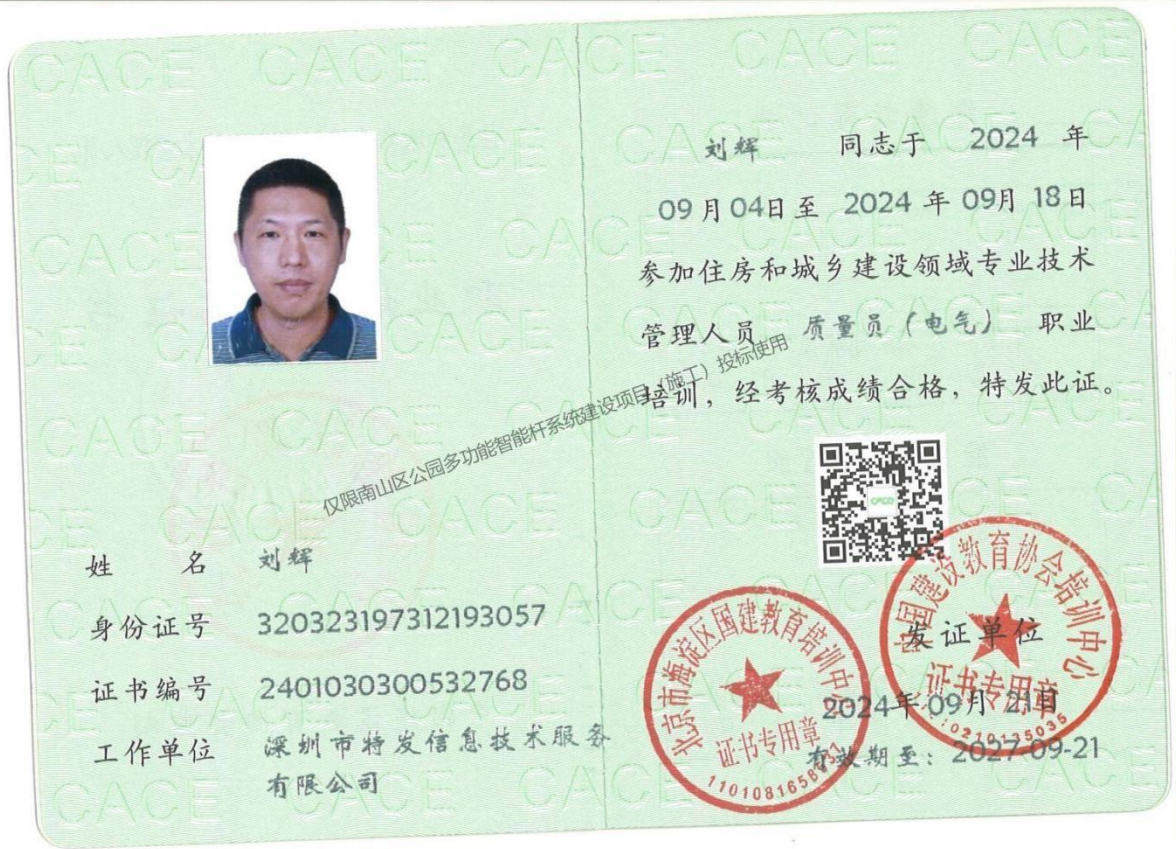 刘辉 同志于 2024 年
09 月 04日 至 2024 年 09月 18日
参加住房和城乡建设领域专业技术
管理人员 质量员（电气） 职业
培训，经考核成绩合格，特发此证。
仅限南山区公园多功能智能杆系统建设项目（施工）投标使用
姓 名 刘辉
身份证号 320323197312193057
证书编号 2401030300532768
工作单位 深圳市特发信息技术服务
有限公司
CACE
中国建设教育协会培训中心
证书专用章
北京市海淀区国建教育培训中心
证书专用章
发证单位
2024年 09月 21日
有效期至：2027-09-21